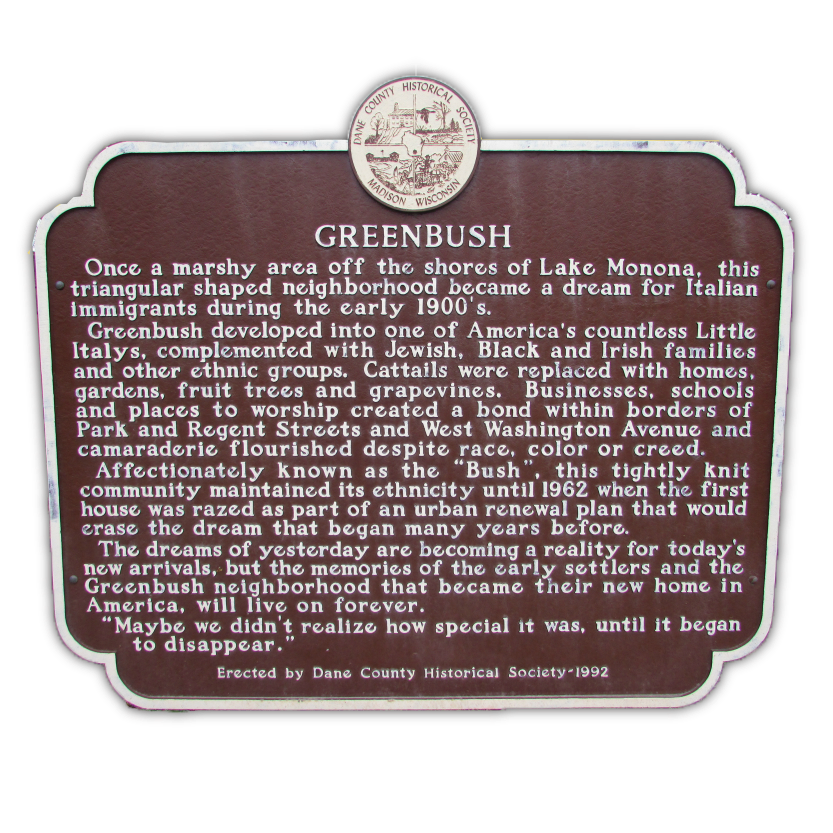 DANE COUNTY HISTORICAL SOCIETY
MADISON WISCONSIN
GREENBUSH
Once a marshy area off the shores of Lake Monona, this
triangular shaped neighborhood became a dream for Italian
immigrants during the early 1900's.
Greenbush developed into one of America's countless Little
Italys, complemented with Jewish, Black and Irish families
and other ethnic groups. Cattails were replaced with homes,
gardens, fruit trees and grapevines. Businesses, schools
and places to worship created a bond within borders of
Park and Regent Streets and West Washington Avenue and
camaraderie flourished despite race, color or creed.
Affectionately known as the "Bush", this tightly knit
community maintained its ethnicity until 1962 when the first
house was razed as part of an urban renewal plan that would
erase the dream that began many years before.
The dreams of yesterday are becoming a reality for today's
new arrivals, but the memories of the early settlers and the
Greenbush neighborhood that became their new home in
America, will live on forever.
"Maybe we didn't realize how special it was, until it began
to disappear."
Erected by Dane County Historical Society-1992